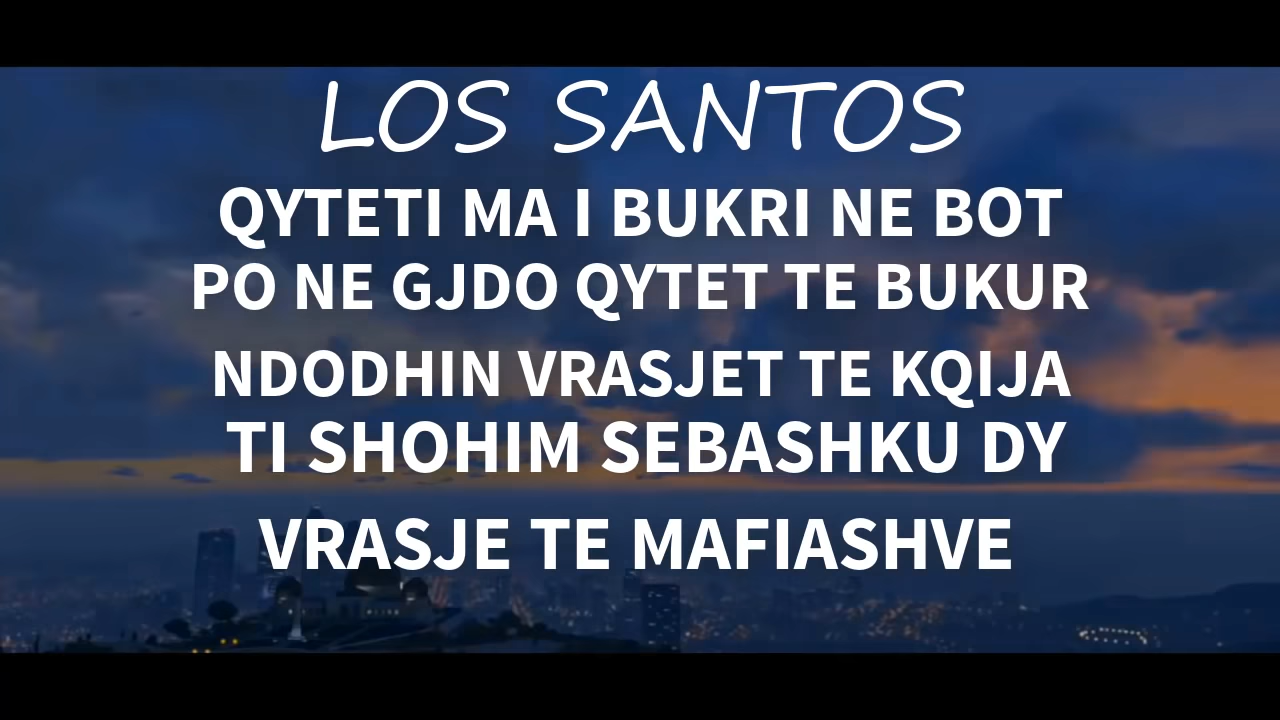 LOS SANTOS
QYTETI MA I BUKRI NE BOT
PO NE GJDO QYTET TE BUKUR
NDODHIN VRASJET TE KQIJA
TI SHOHIM SEBASHKU DY
VRASJE TE MAFIASHVE